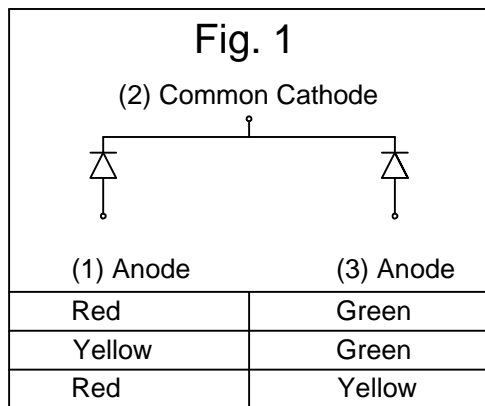 Fig. 1
(2) Common Cathode
(1) Anode (3) Anode
Red Green
Yellow Green
Red Yellow